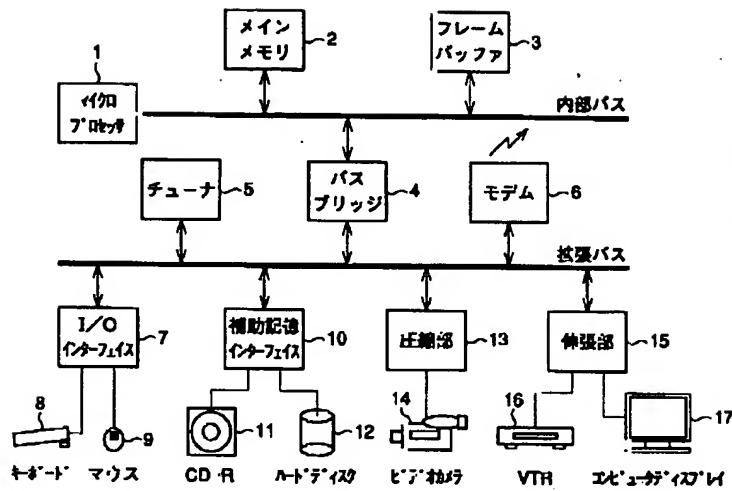 メイン
メモリ
2
フレーム
バッファ
3
1
マイクロ
プロセッサ
内部バス
チューナ
5
バス
ブリッジ
4
モデム
6
拡張バス
I/O
インターフェイス
7
補助記憶
インターフェイス
10
圧縮部
13
伸張部
15
8
9
11
12
14
16
17
キーボード
マウス
CD-R
ハードディスク
ビデオカメラ
VTR
コンピュータディスプレイ